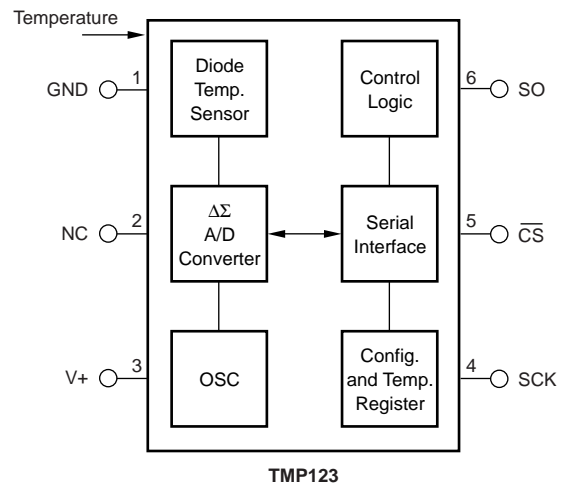 Temperature
GND
1
Diode
Temp.
Sensor
Control
Logic
6
SO
NC
2
ΔΣ
A/D
Converter
Serial
Interface
5
C̅S̅
V+
3
OSC
Config.
and Temp.
Register
4
SCK
TMP123